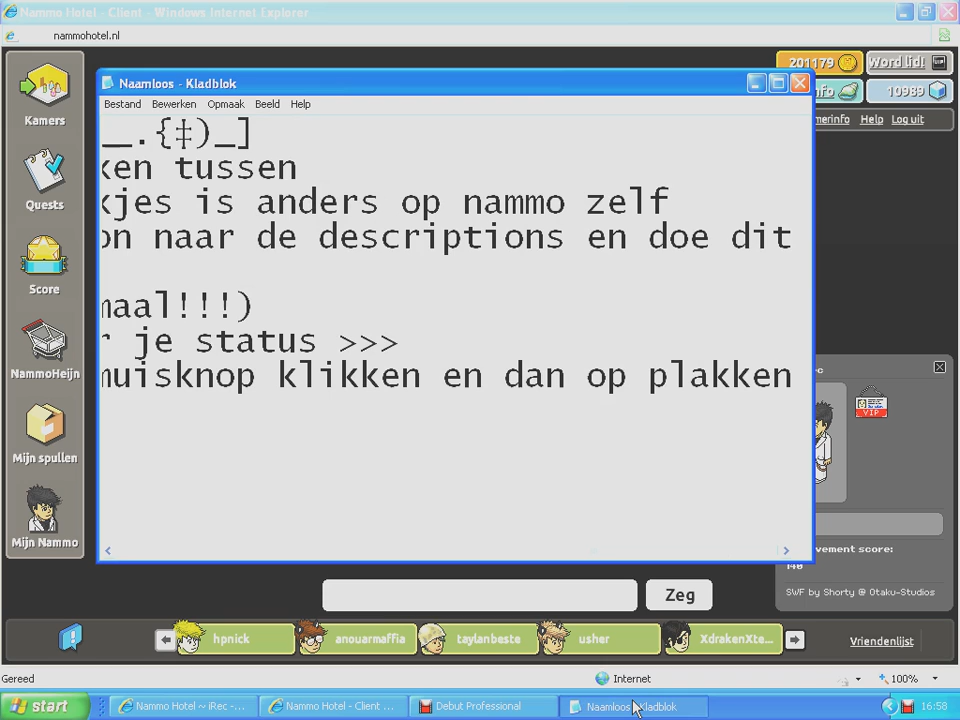 Nammo Hotel - Client - Windows Internet Explorer
nammohotel.nl
201179
Word lid!
10989
Help
Log uit
Kamers
Quests
Score
NammoHeijn
Mijn spullen
Mijn Nammo
Naamloos - Kladblok
Bestand Bewerken Opmaak Beeld Help
__.{‡)_]
ken tussen
kjes is anders op nammo zelf
on naar de descriptions en doe dit
maal!!!)
r je status >>>
muisknop klikken en dan op plakken
VIP
vement score:
140
SWF by Shorty @ Otaku-Studios
Zeg
hpnick
anouarmaffia
taylanbeste
usher
XdrakenXte...
Vriendenlijst
Gereed
Internet
100%
start
Nammo Hotel ~ iRec -...
Nammo Hotel - Client ...
Debut Professional
Naamloos - Kladblok
16:58